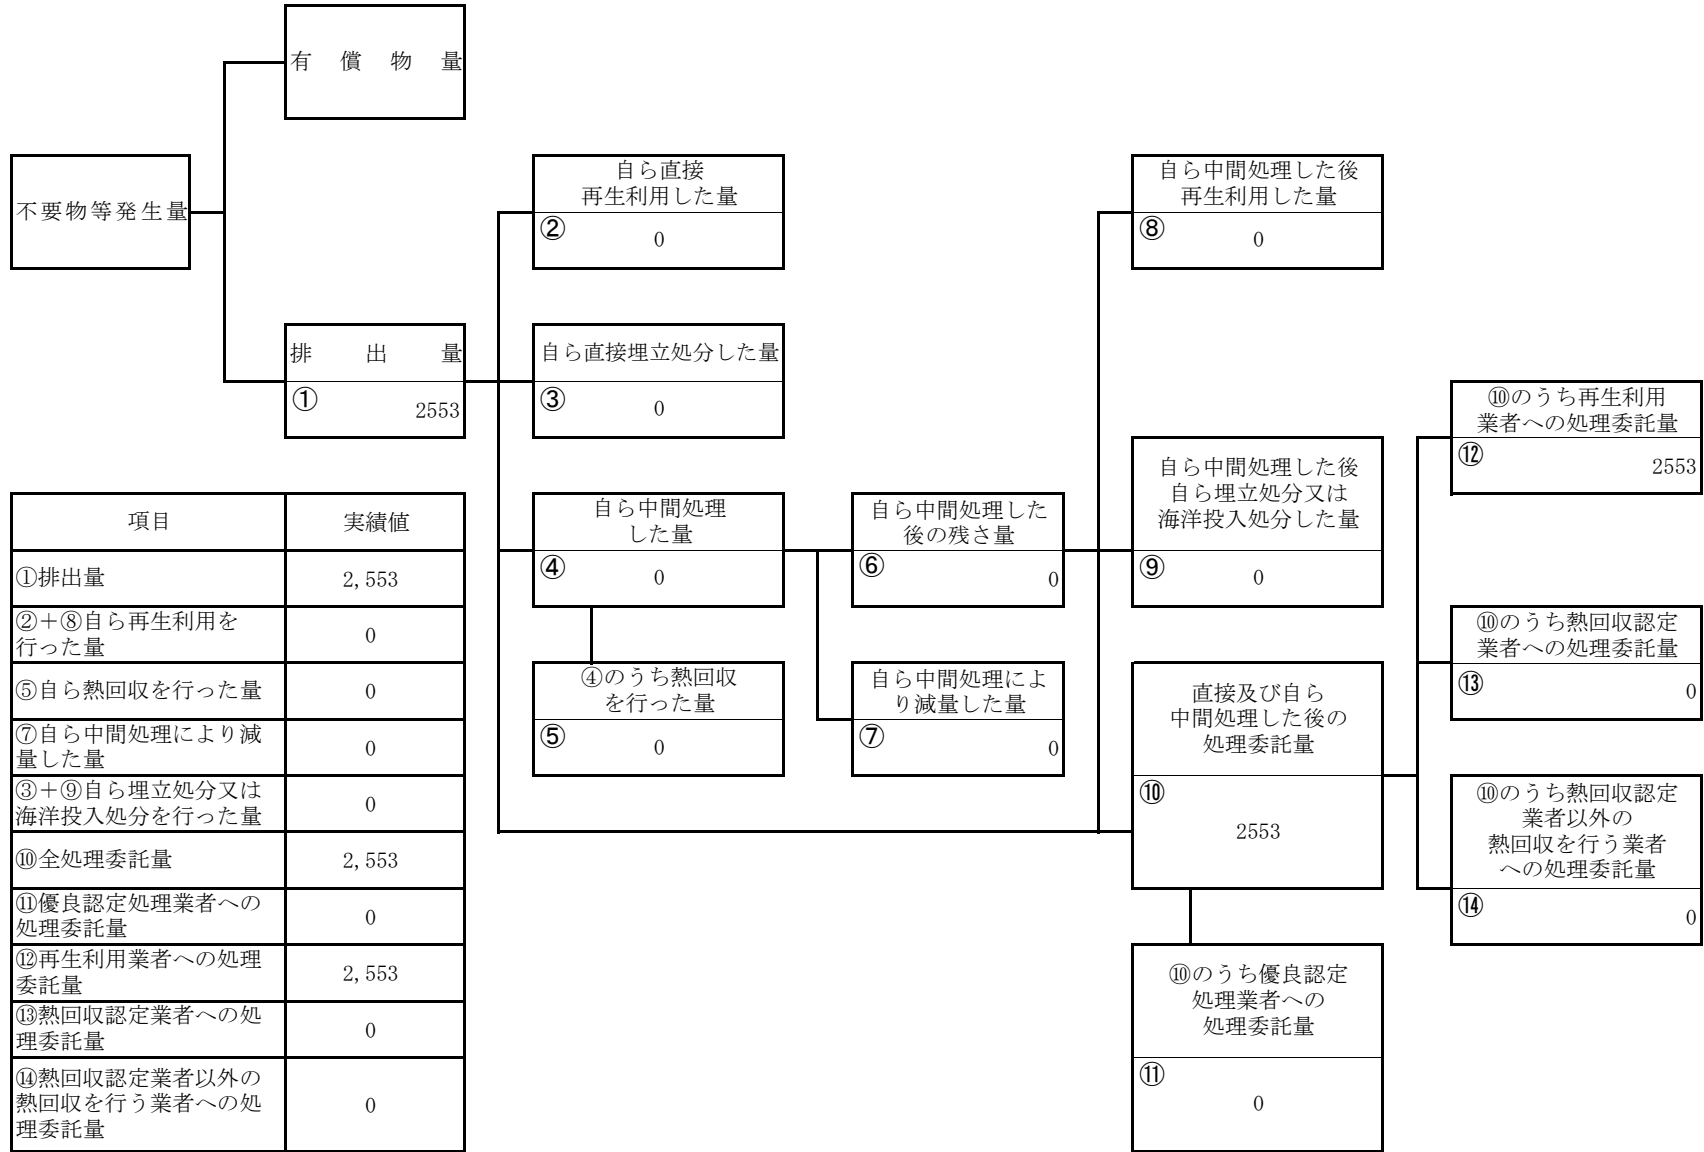 有償物量
不要物等発生量
排出量
①
2553
自ら直接
再生利用した量
②
0
自ら直接埋立処分した量
③
0
自ら中間処理
した量
④
0
④のうち熱回収
を行った量
⑤
0
自ら中間処理した
後の残さ量
⑥
0
自ら中間処理によ
り減量した量
⑦
0
自ら中間処理した後
再生利用した量
⑧
0
自ら中間処理した後
自ら埋立処分又は
海洋投入処分した量
⑨
0
直接及び自ら
中間処理した後の
処理委託量
⑩
2553
⑩のうち優良認定
処理業者への
処理委託量
⑪
0
⑩のうち再生利用
業者への処理委託量
⑫
2553
⑩のうち熱回収認定
業者への処理委託量
⑬
0
⑩のうち熱回収認定
業者以外の
熱回収を行う業者
への処理委託量
⑭
0
項目 実績値
①排出量 2,553
②＋⑧自ら再生利用を
行った量
0
⑤自ら熱回収を行った量 0
⑦自ら中間処理により減
量した量
0
③＋⑨自ら埋立処分又は
海洋投入処分を行った量
0
⑩全処理委託量 2,553
⑪優良認定処理業者への
処理委託量
0
⑫再生利用業者への処理
委託量
2,553
⑬熱回収認定業者への処
理委託量
0
⑭熱回収認定業者以外の
熱回収を行う業者への処
理委託量
0